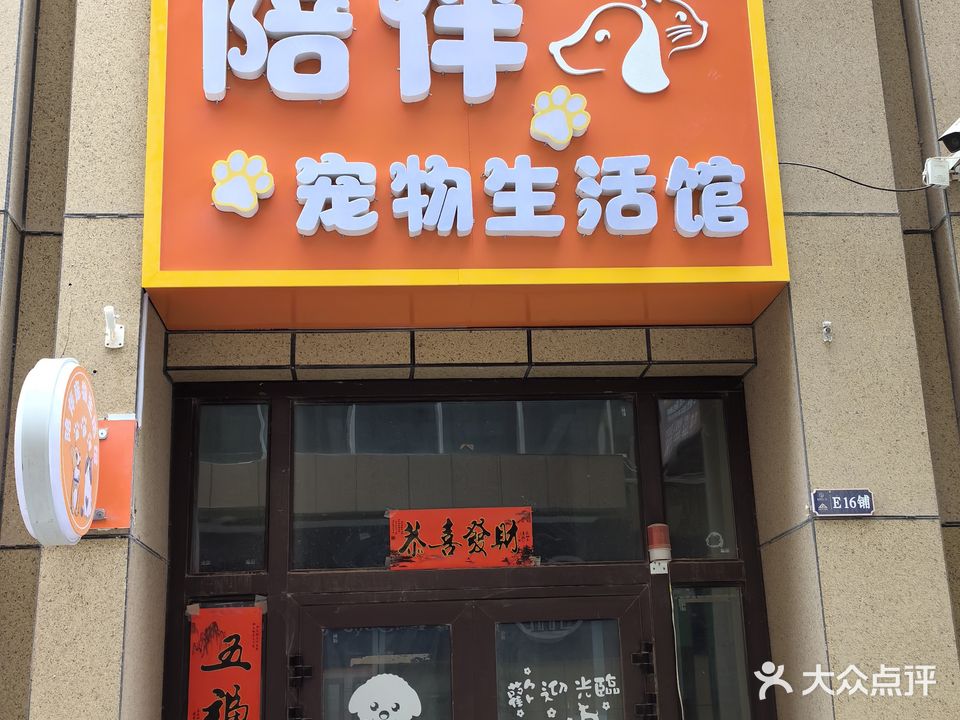 陪伴
宠物生活馆
E16铺
恭喜發財
五福
歡迎光臨
大众点评